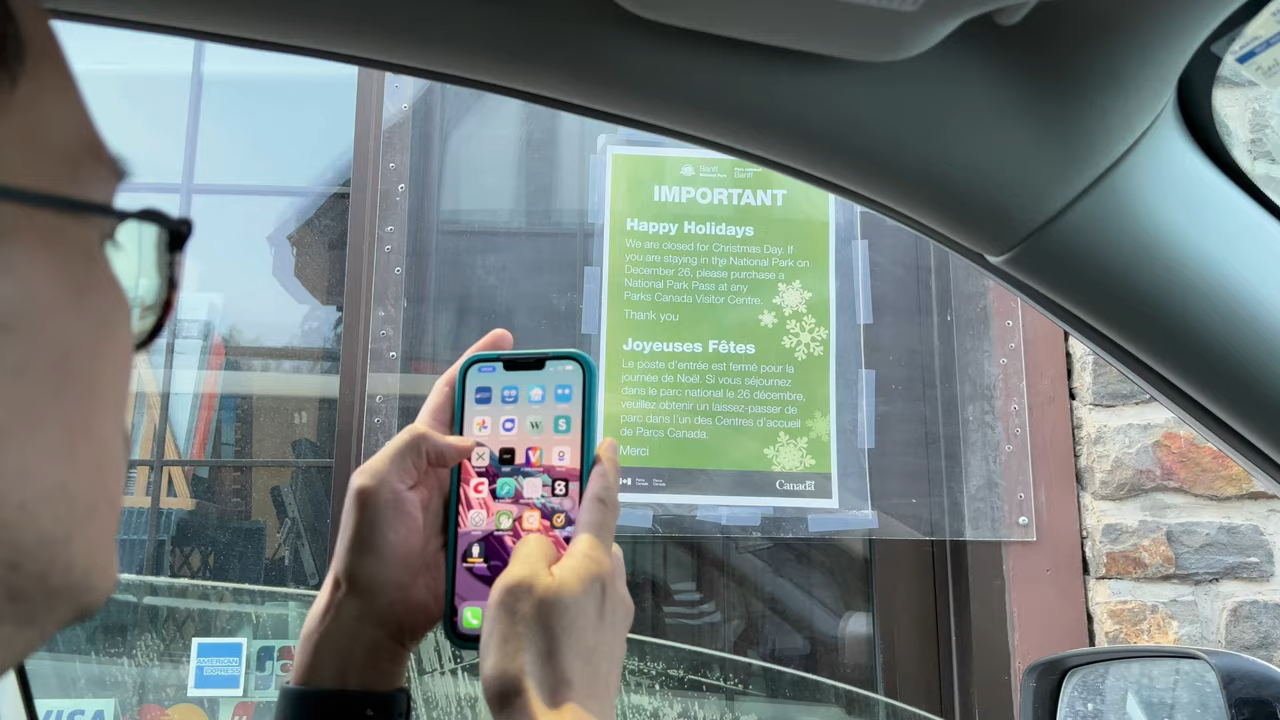 Banff
National Park
Parc national
Banff
IMPORTANT
Happy Holidays
We are closed for Christmas Day. If
you are staying in the National Park on
December 26, please purchase a
National Park Pass at any
Parks Canada Visitor Centre.
Thank you
Joyeuses Fêtes
Le poste d'entrée est fermé pour la
journée de Noël. Si vous séjournez
dans le parc national le 26 décembre,
veuillez obtenir un laissez-passer de
parc dans l'un des Centres d'accueil
de Parcs Canada.
Merci
Parks
Canada
Parcs
Canada
Canada
AMERICAN
EXPRESS
JCB
VISA